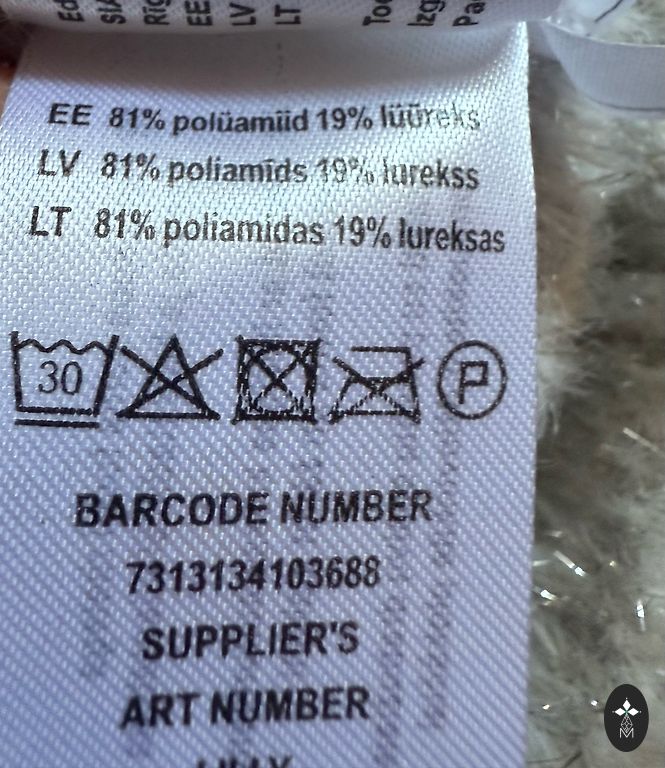 EE 81% polüamiid 19% lüüreks
LV 81% poliamīds 19% lurekss
LT 81% poliamidas 19% lureksas
30
P
BARCODE NUMBER
7313134103688
SUPPLIER'S
ART NUMBER